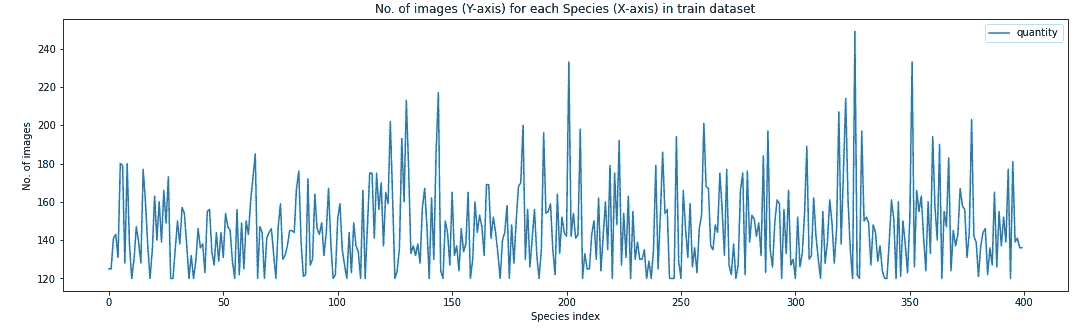 No. of images (Y-axis) for each Species (X-axis) in train dataset
quantity
No. of images
240
220
200
180
160
140
120
0 50 100 150 200 250 300 350 400
Species index